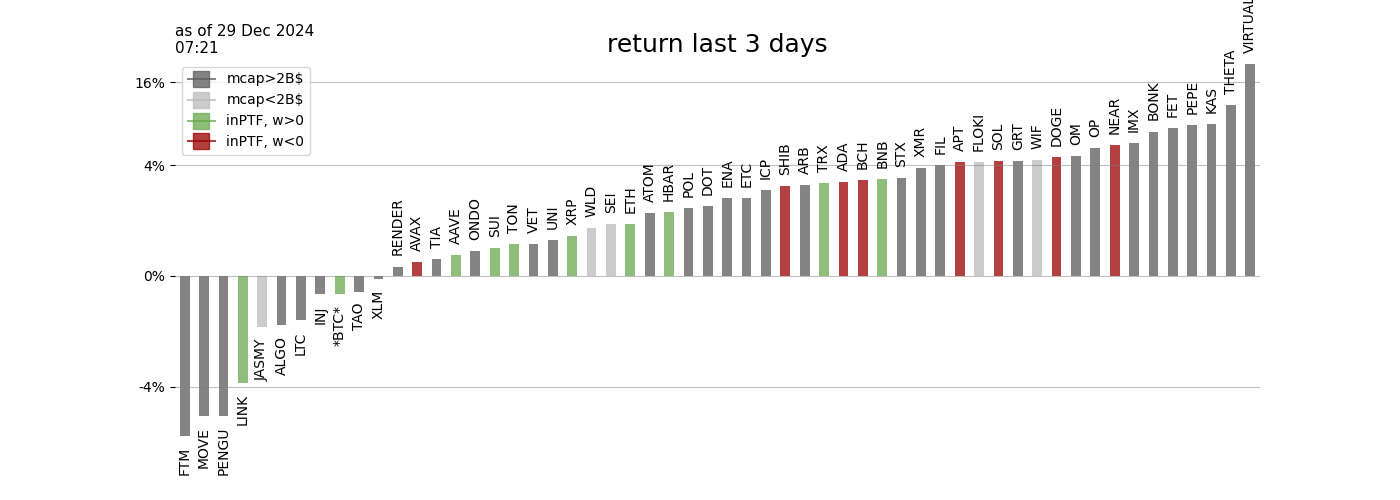 as of 29 Dec 2024
07:21
return last 3 days
mcap>2B$
mcap<2B$
inPTF, w>0
inPTF, w<0
16%
4%
0%
-4%
FTM
MOVE
PENGU
LINK
JASMY
ALGO
LTC
INJ
*BTC*
TAO
XLM
RENDER
AVAX
TIA
AAVE
ONDO
SUI
TON
VET
UNI
XRP
WLD
SEI
ETH
ATOM
HBAR
POL
DOT
ENA
ETC
ICP
SHIB
ARB
TRX
ADA
BCH
BNB
STX
XMR
FIL
APT
FLOKI
SOL
GRT
WIF
DOGE
OM
OP
NEAR
IMX
BONK
FET
PEPE
KAS
THETA
VIRTUAL